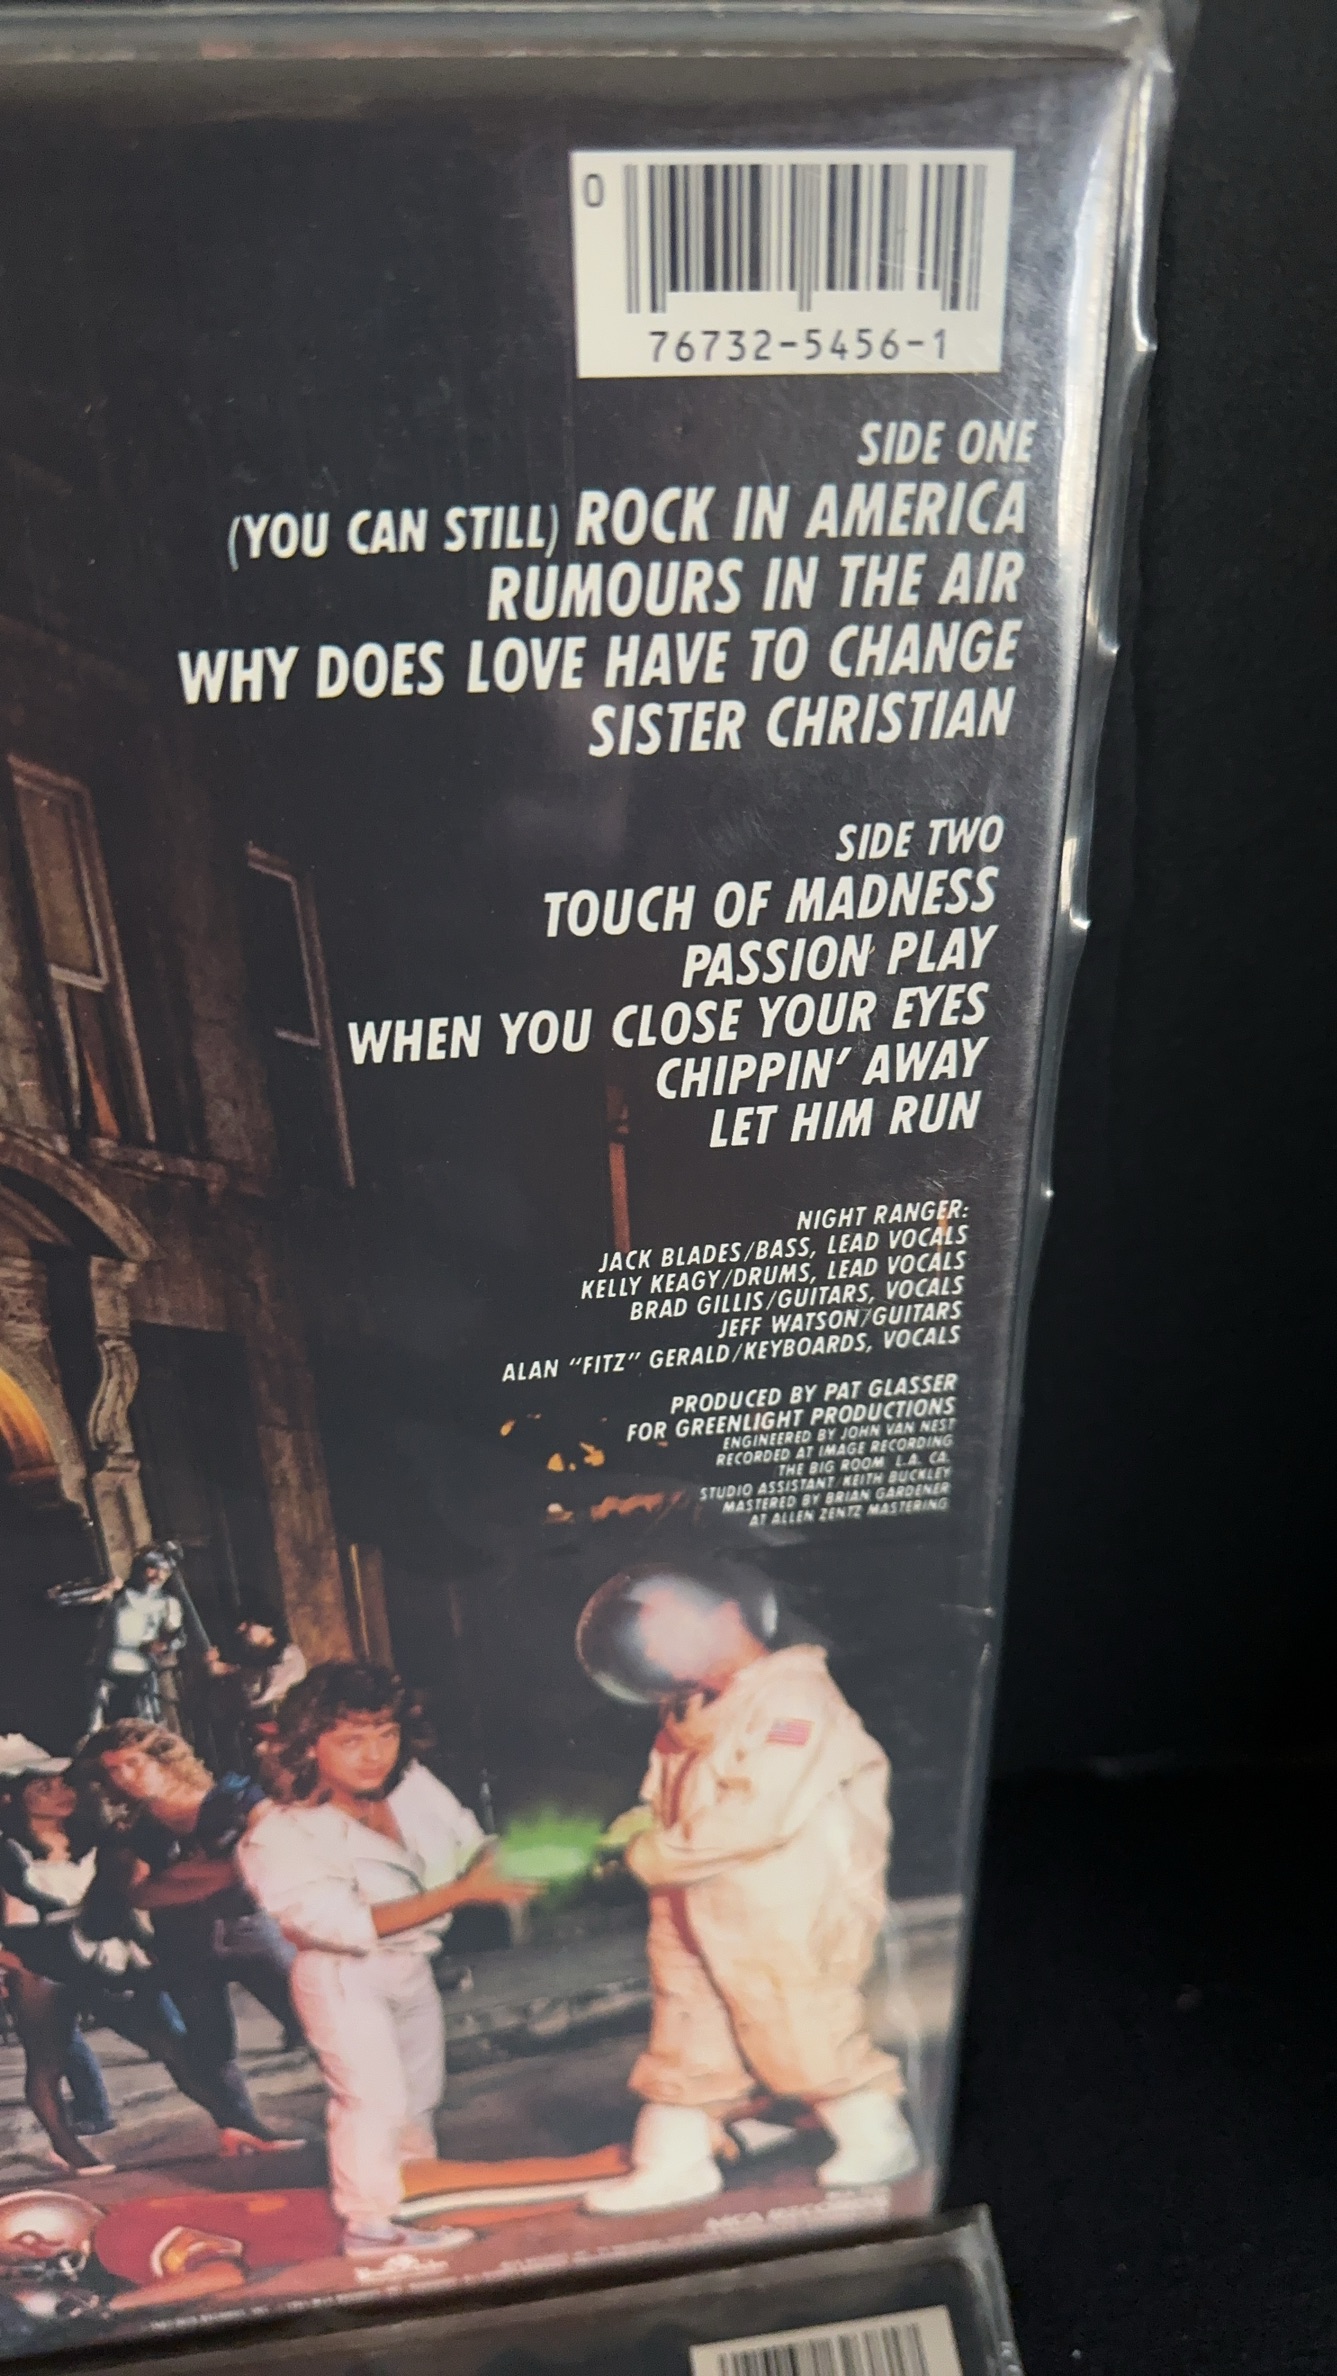 0
76732-5456-1
SIDE ONE
(YOU CAN STILL) ROCK IN AMERICA
RUMOURS IN THE AIR
WHY DOES LOVE HAVE TO CHANGE
SISTER CHRISTIAN
SIDE TWO
TOUCH OF MADNESS
PASSION PLAY
WHEN YOU CLOSE YOUR EYES
CHIPPIN' AWAY
LET HIM RUN
NIGHT RANGER:
JACK BLADES/BASS, LEAD VOCALS
KELLY KEAGY/DRUMS, LEAD VOCALS
BRAD GILLIS/GUITARS, VOCALS
JEFF WATSON/GUITARS
ALAN "FITZ" GERALD/KEYBOARDS, VOCALS
PRODUCED BY PAT GLASSER
FOR GREENLIGHT PRODUCTIONS
ENGINEERED BY JOHN VAN NEST
RECORDED AT IMAGE RECORDING
THE BIG ROOM L.A. CA.
STUDIO ASSISTANT/KEITH BUCKLEY
MASTERED BY BRIAN GARDENER
AT ALLEN ZENTZ MASTERING
MCA RECORDS